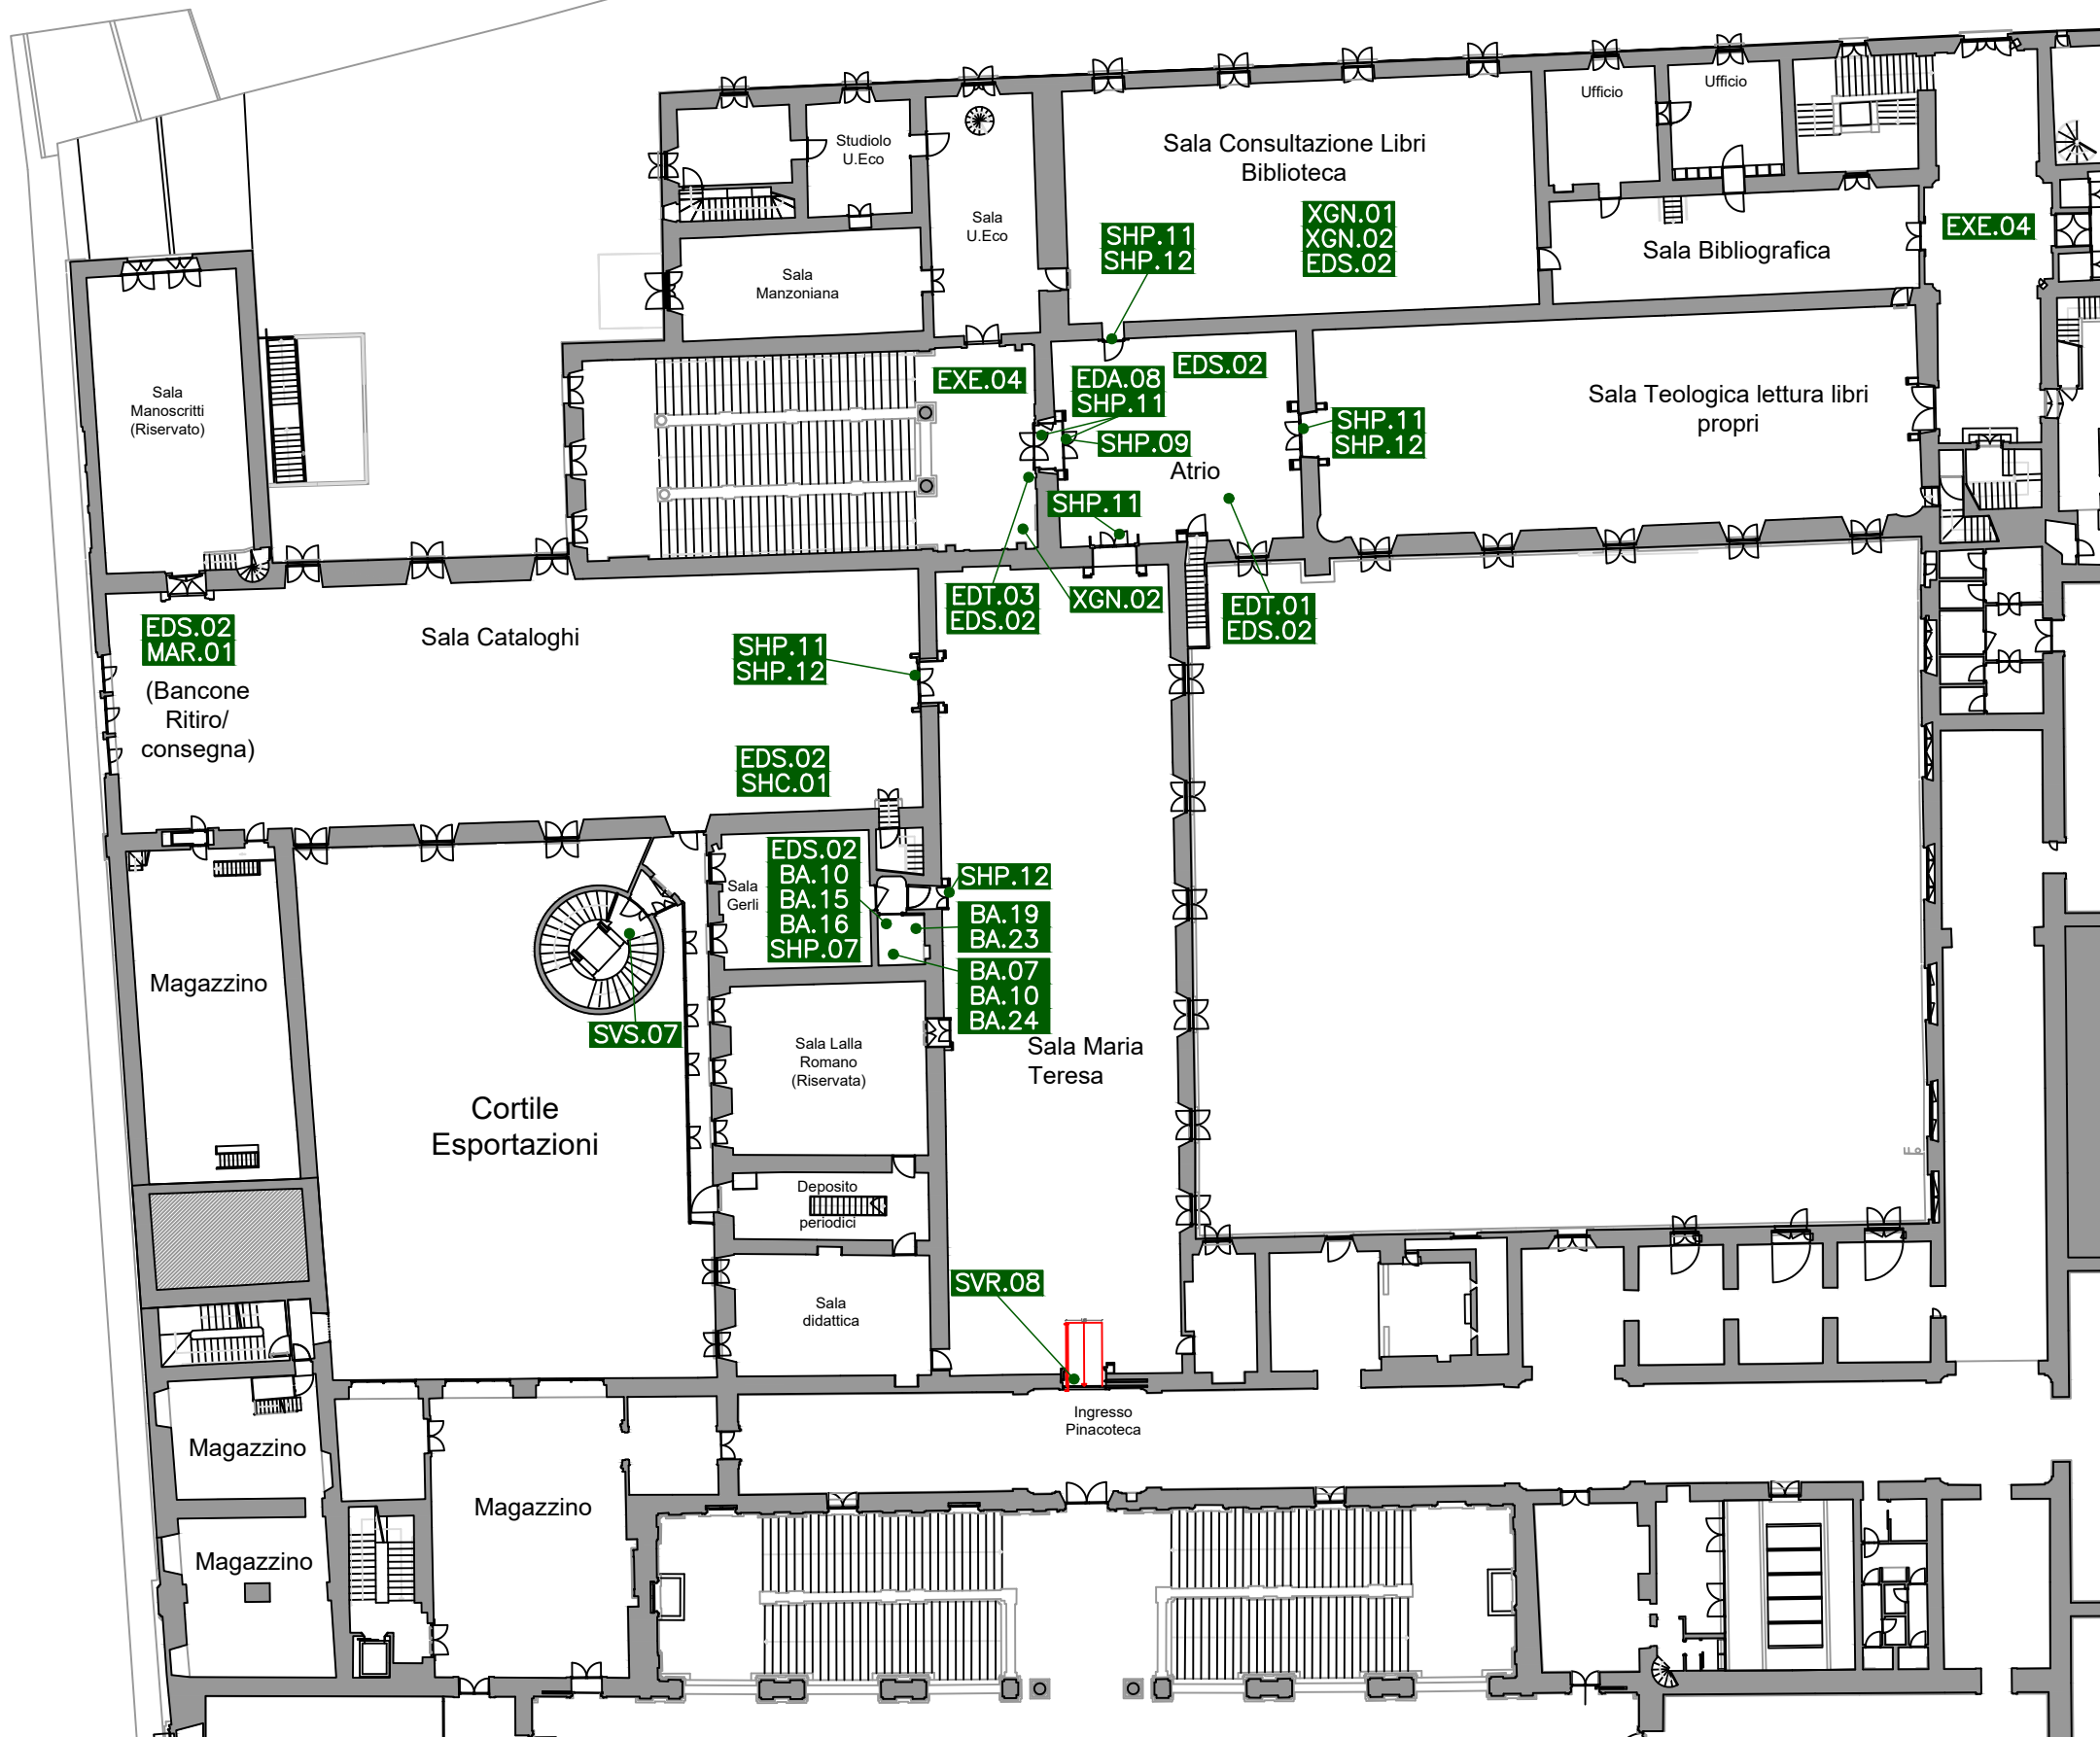 Ufficio
Ufficio
Studiolo
U.Eco
Sala Consultazione Libri
Biblioteca
XGN.01
XGN.02
EDS.02
Sala
U.Eco
SHP.11
SHP.12
EXE.04
Sala Bibliografica
Sala
Manzoniana
EDS.02
EXE.04
EDA.08
SHP.11
Sala
Manoscritti
(Riservato)
Sala Teologica lettura libri
propri
SHP.11
SHP.12
SHP.09
Atrio
SHP.11
EDT.03
EDS.02
XGN.02
EDT.01
EDS.02
EDS.02
MAR.01
Sala Cataloghi
SHP.11
SHP.12
(Bancone
Ritiro/
consegna)
EDS.02
SHC.01
EDS.02
BA.10
BA.15
BA.16
SHP.07
Sala
Gerli
SHP.12
BA.19
BA.23
BA.07
BA.10
BA.24
Magazzino
SVS.07
Sala Lalla
Romano
(Riservata)
Sala Maria
Teresa
Cortile
Esportazioni
Deposito
periodici
SVR.08
Sala
didattica
Ingresso
Pinacoteca
Magazzino
Magazzino
Magazzino